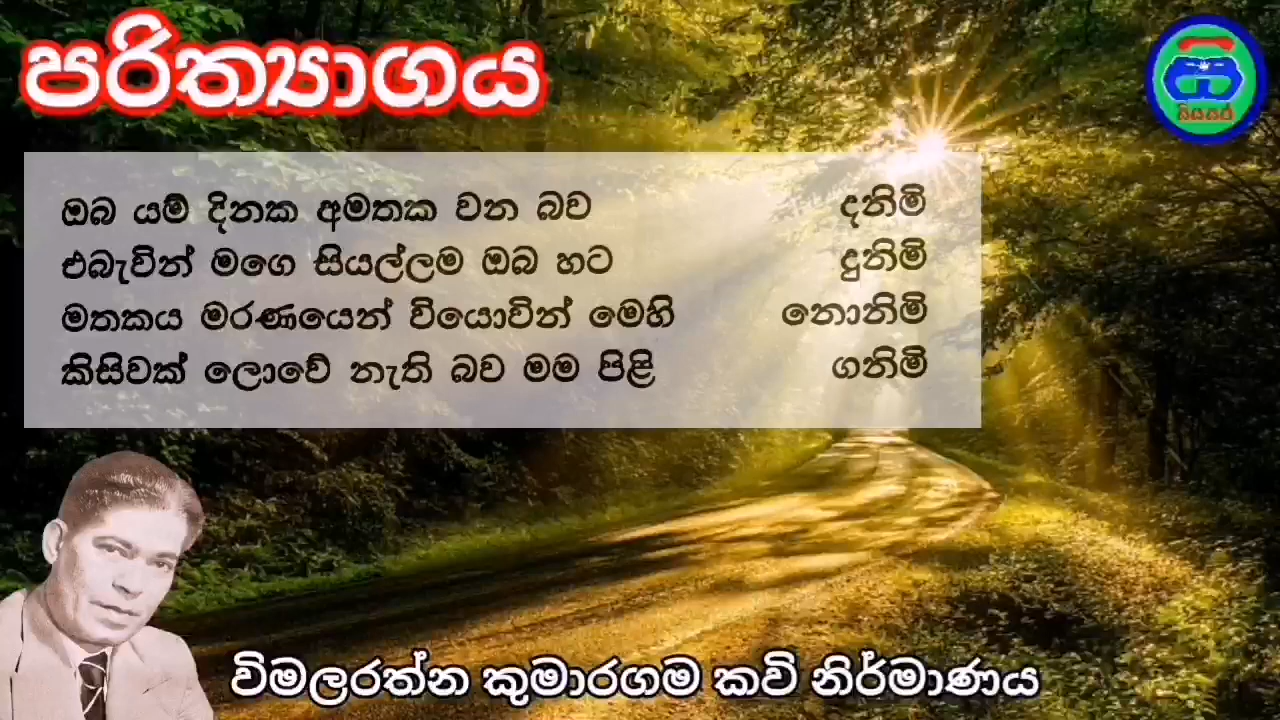 පරිත්‍යාගය
සියසර
ඔබ යම් දිනක අමතක වන බව දනිමි
එබැවින් මගෙ සියල්ලම ඔබ හට දුනිමි
මතකය මරණයෙන් වියොවින් මෙහි නොනිමි
කිසිවක් ලොවේ නැති බව මම පිළි ගනිමි
විමලරත්න කුමාරගම කවි නිර්මාණය